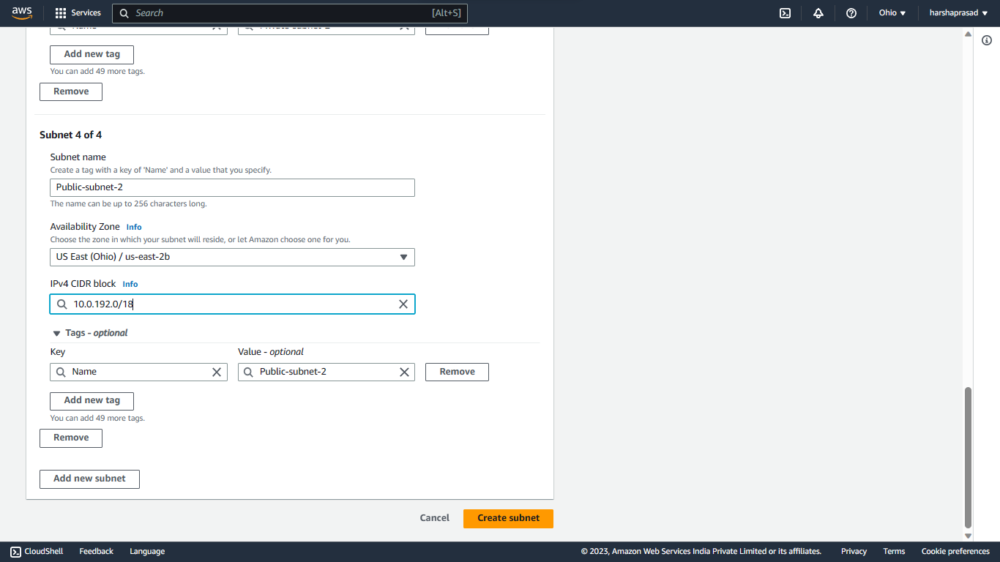 aws Services Search [Alt+S] Ohio harshaprasad
Name Private-subnet-2
Add new tag
You can add 49 more tags.
Remove
Subnet 4 of 4
Subnet name
Create a tag with a key of 'Name' and a value that you specify.
Public-subnet-2
The name can be up to 256 characters long.
Availability Zone Info
Choose the zone in which your subnet will reside, or let Amazon choose one for you.
US East (Ohio) / us-east-2b
IPv4 CIDR block Info
10.0.192.0/18
Tags - optional
Key Value - optional
Name Public-subnet-2 Remove
Add new tag
You can add 49 more tags.
Remove
Add new subnet
Cancel Create subnet
CloudShell Feedback Language © 2023, Amazon Web Services India Private Limited or its affiliates. Privacy Terms Cookie preferences